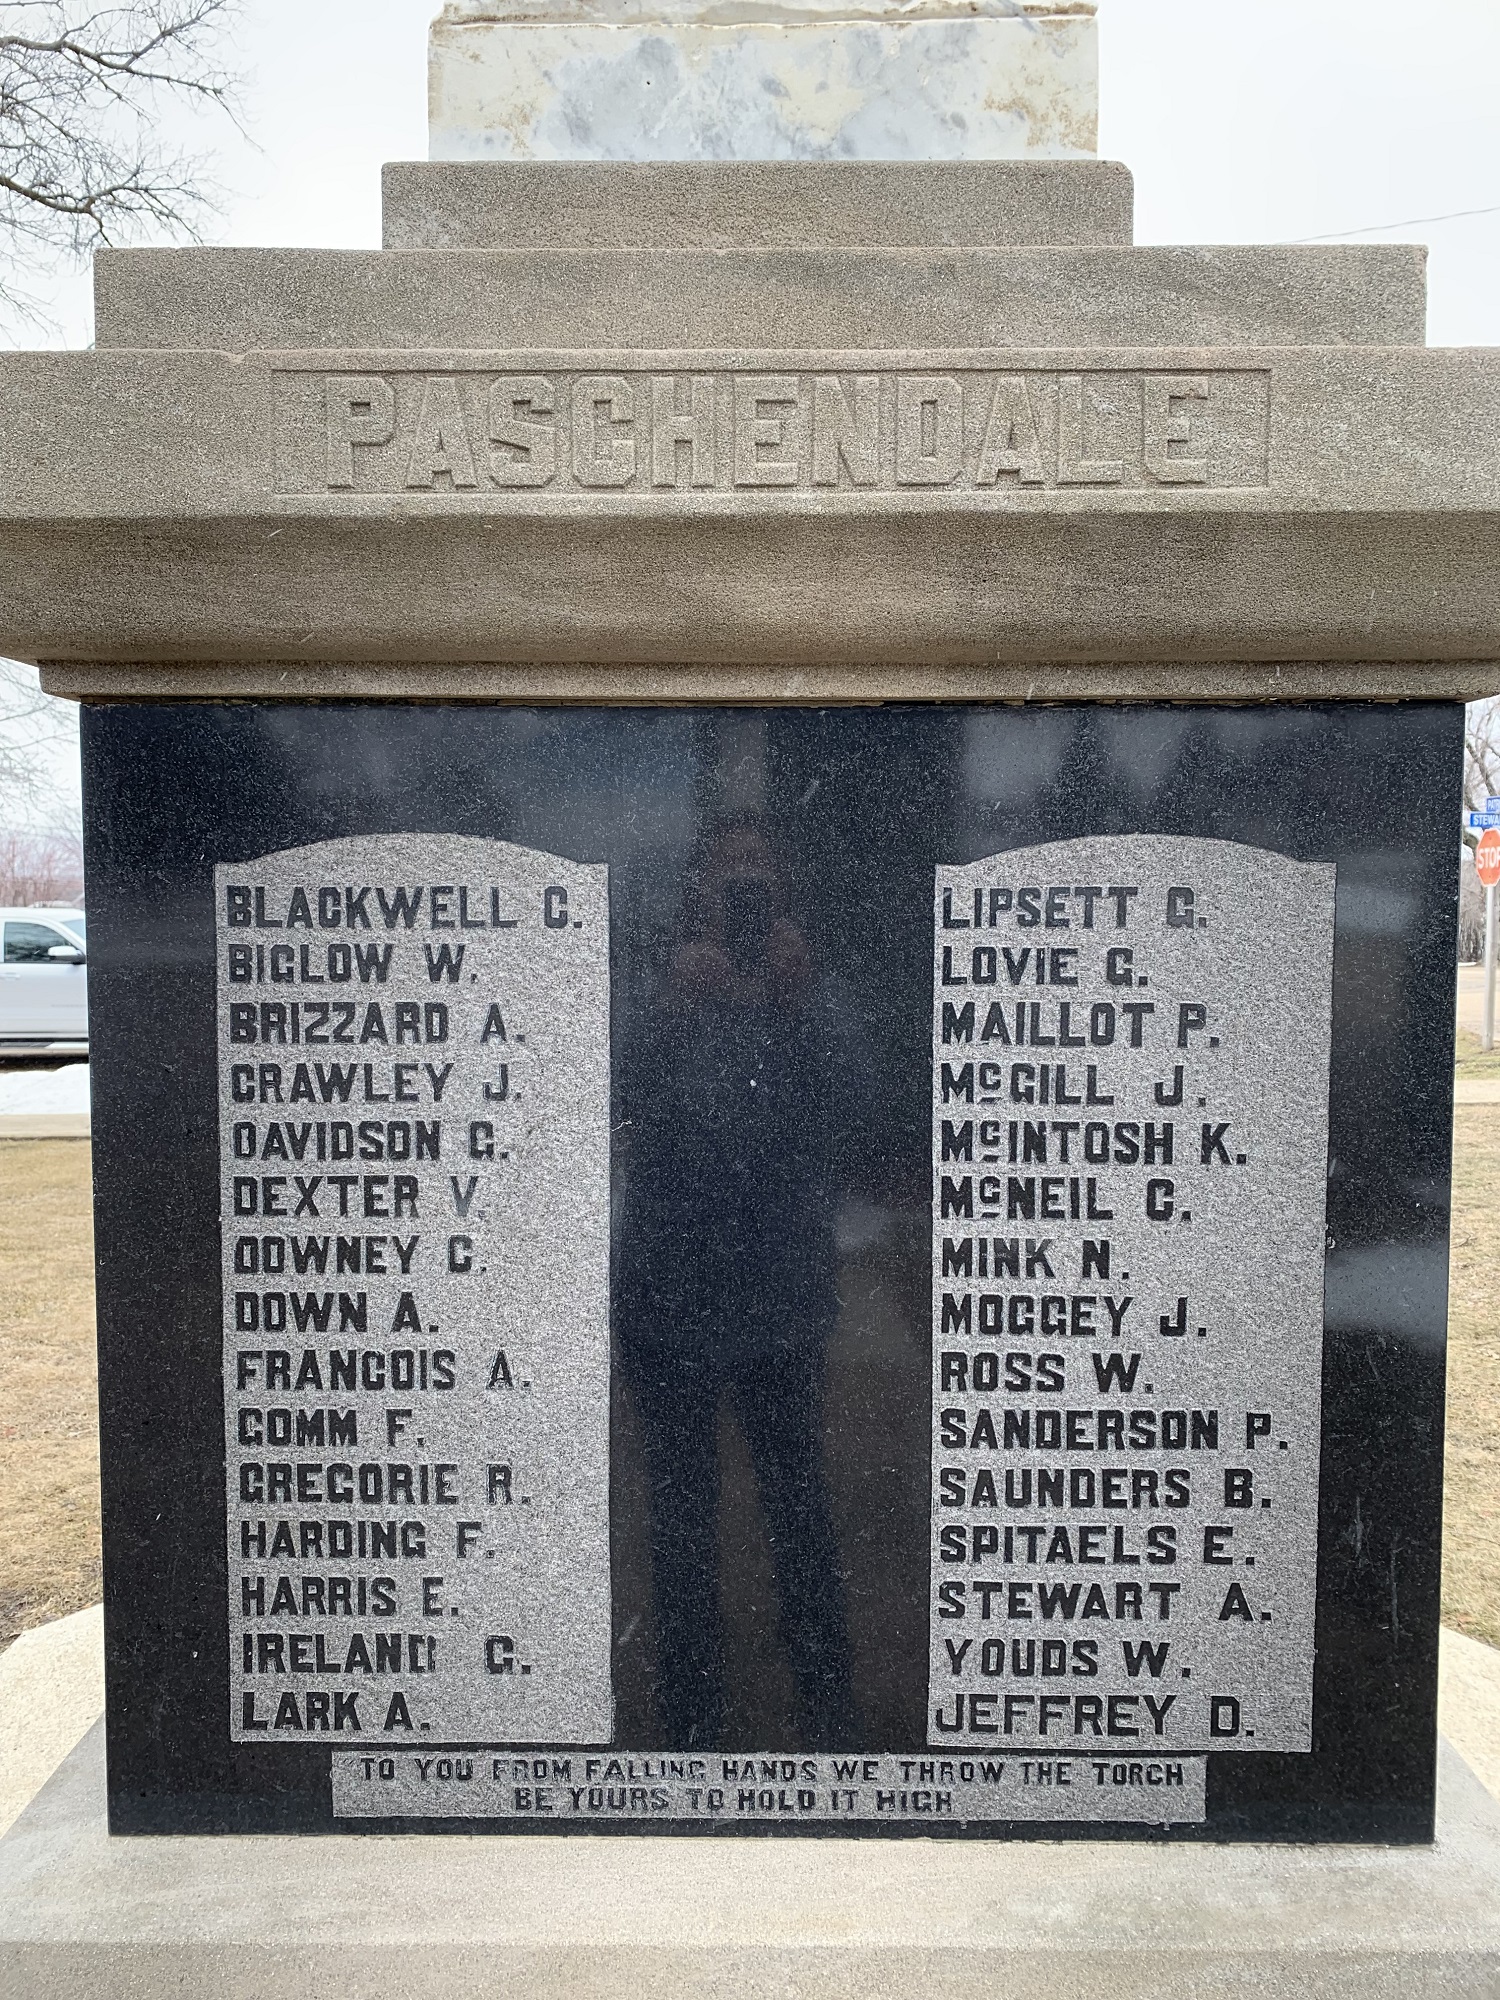 PASCHENDALE
BLACKWELL C.
BIGLOW W.
BRIZZARD A.
CRAWLEY J.
DAVIDSON G.
DEXTER V.
DOWNEY C.
DOWN A.
FRANCOIS A.
GOMM F.
GREGORIE R.
HARDING F.
HARRIS E.
IRELAND G.
LARK A.
LIPSETT G.
LOVIE G.
MAILLOT P.
McGILL J.
McINTOSH K.
McNEIL C.
MINK N.
MOGGEY J.
ROSS W.
SANDERSON P.
SAUNDERS B.
SPITAELS E.
STEWART A.
YOUDS W.
JEFFREY D.
TO YOU FROM FALLING HANDS WE THROW THE TORCH
BE YOURS TO HOLD IT HIGH
STOP